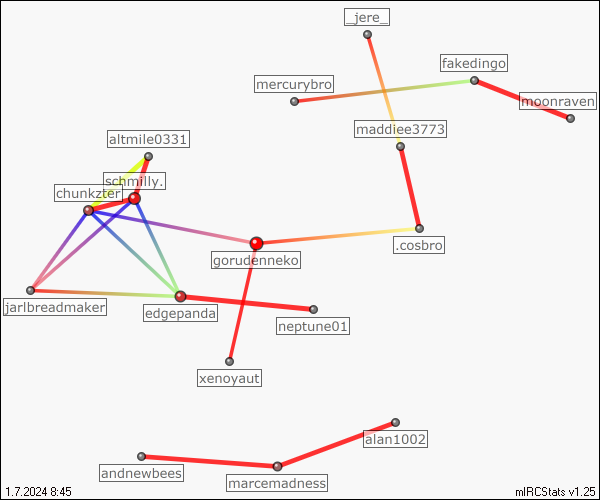 _jere_
fakedingo
mercurybro
moonraven
maddiee3773
altmile0331
schmilly.
chunkzter
.cosbro
gorudenneko
jarlbreadmaker
edgepanda
neptune01
xenoyaut
alan1002
andnewbees
marcemadness
1.7.2024 8:45
mIRCStats v1.25